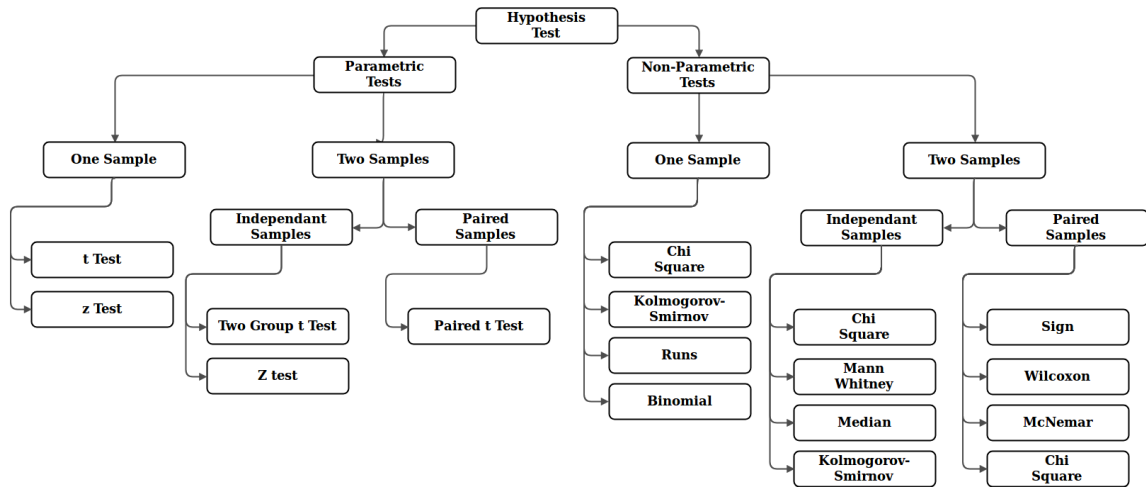 Hypothesis
Test
Parametric
Tests
Non-Parametric
Tests
One Sample
Two Samples
One Sample
Two Samples
Independant
Samples
Paired
Samples
Independant
Samples
Paired
Samples
t Test
z Test
Two Group t Test
Z test
Paired t Test
Chi
Square
Kolmogorov-
Smirnov
Runs
Binomial
Chi
Square
Mann
Whitney
Median
Kolmogorov-
Smirnov
Sign
Wilcoxon
McNemar
Chi
Square